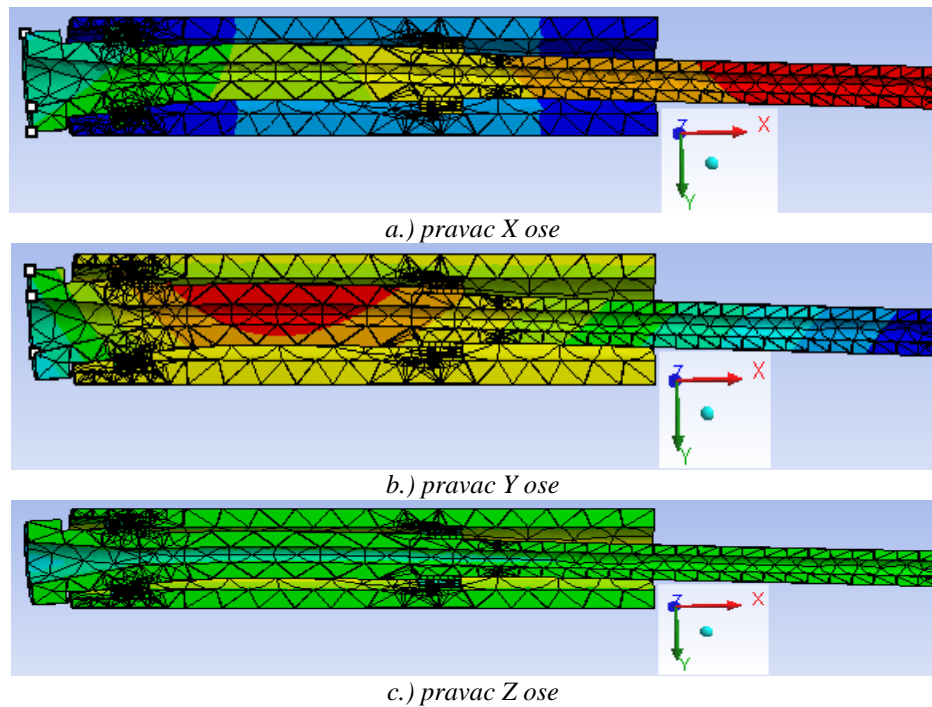 Z
X
Y
a.) pravac X ose
Z
X
Y
b.) pravac Y ose
Z
X
Y
c.) pravac Z ose